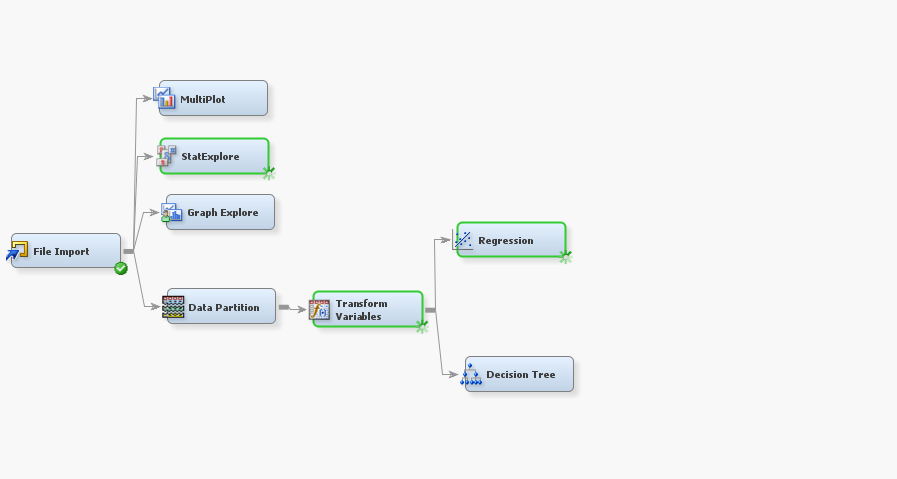 MultiPlot
StatExplore
Graph Explore
File Import
Data Partition
Transform
Variables
Regression
Decision Tree